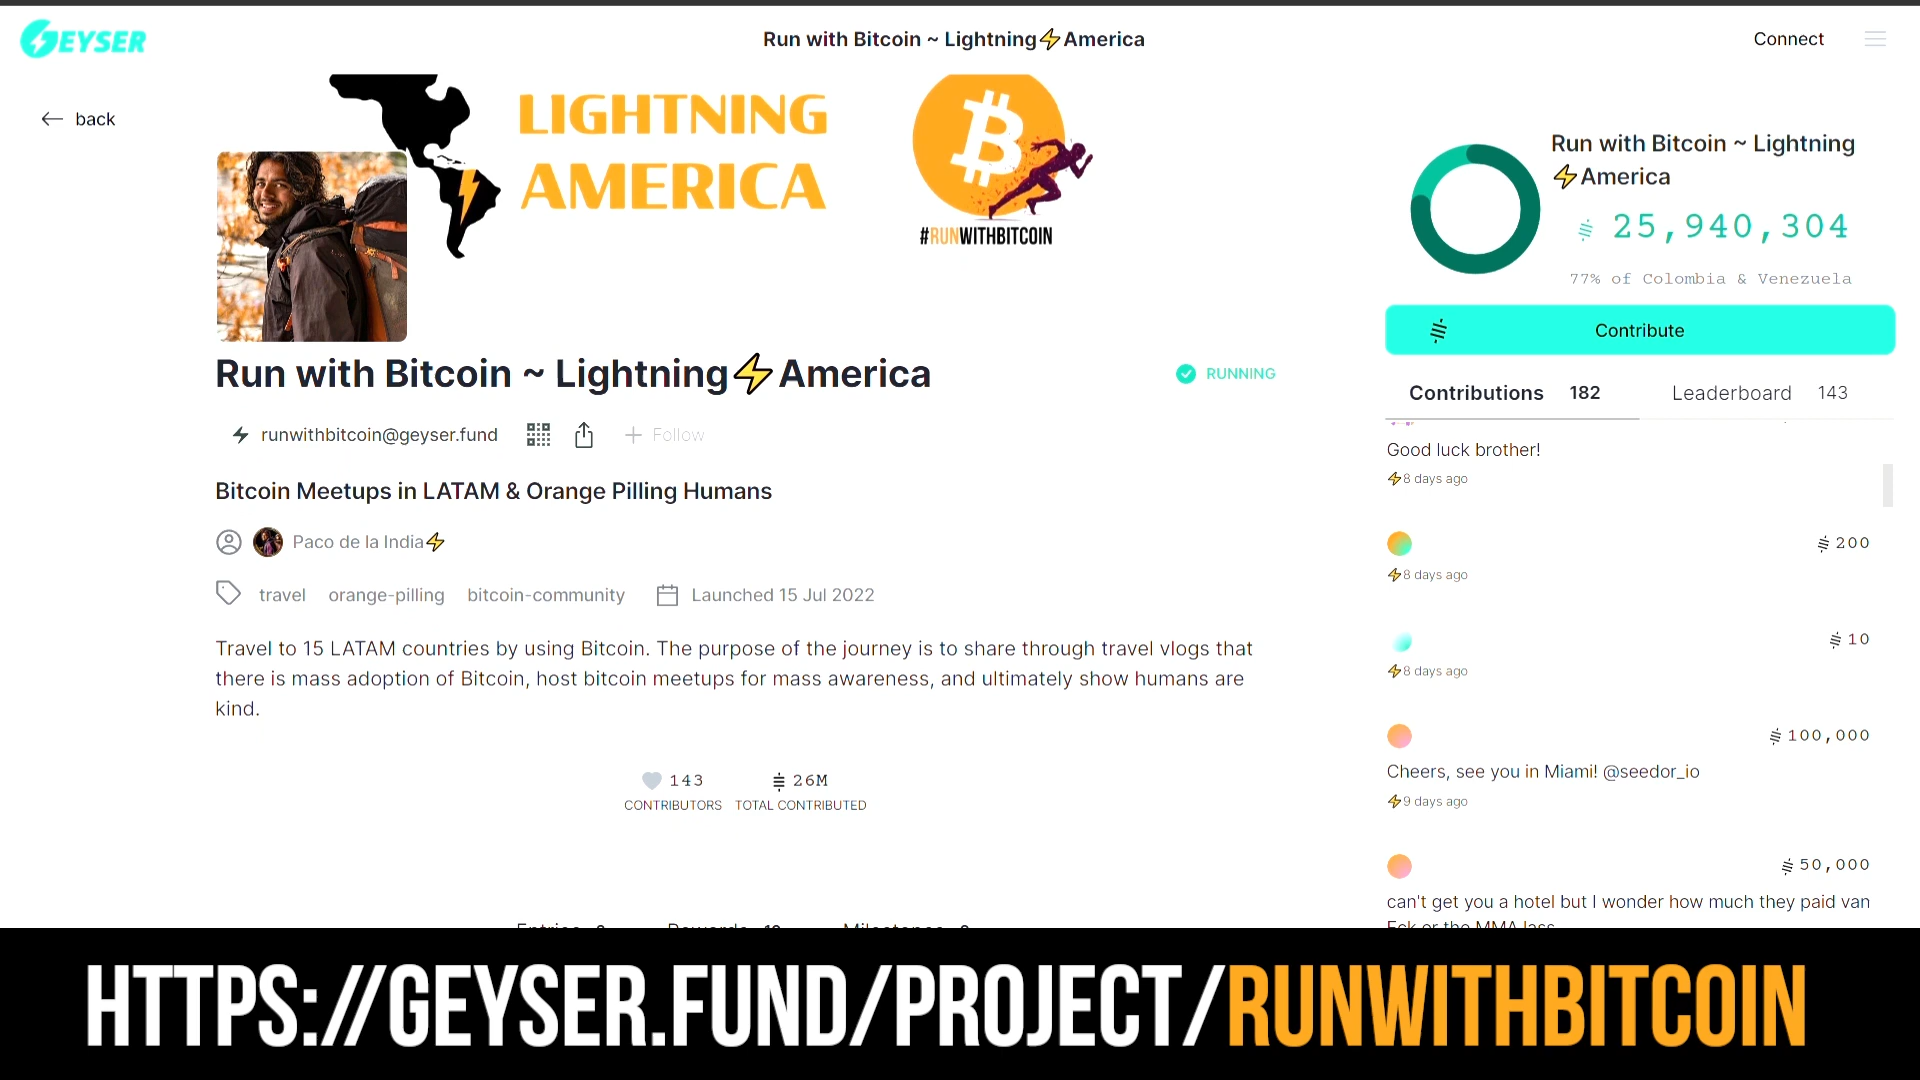 GEYSER
Run with Bitcoin ~ Lightning⚡America
Connect
← back
LIGHTNING
AMERICA
#RUNWITHBITCOIN
Run with Bitcoin ~ Lightning
⚡America
25,940,304
77% of Colombia & Venezuela
Contribute
Contributions 182
Leaderboard 143
Run with Bitcoin ~ Lightning⚡America
RUNNING
runwithbitcoin@geyser.fund
+ Follow
Bitcoin Meetups in LATAM & Orange Pilling Humans
Paco de la India⚡
travel orange-pilling bitcoin-community Launched 15 Jul 2022
Travel to 15 LATAM countries by using Bitcoin. The purpose of the journey is to share through travel vlogs that
there is mass adoption of Bitcoin, host bitcoin meetups for mass awareness, and ultimately show humans are
kind.
143
CONTRIBUTORS
26M
TOTAL CONTRIBUTED
Good luck brother!
⚡8 days ago
200
⚡8 days ago
10
⚡8 days ago
100,000
Cheers, see you in Miami! @seedor_io
⚡9 days ago
50,000
can't get you a hotel but I wonder how much they paid van
Eck or the MMA lass
HTTPS://GEYSER.FUND/PROJECT/RUNWITHBITCOIN